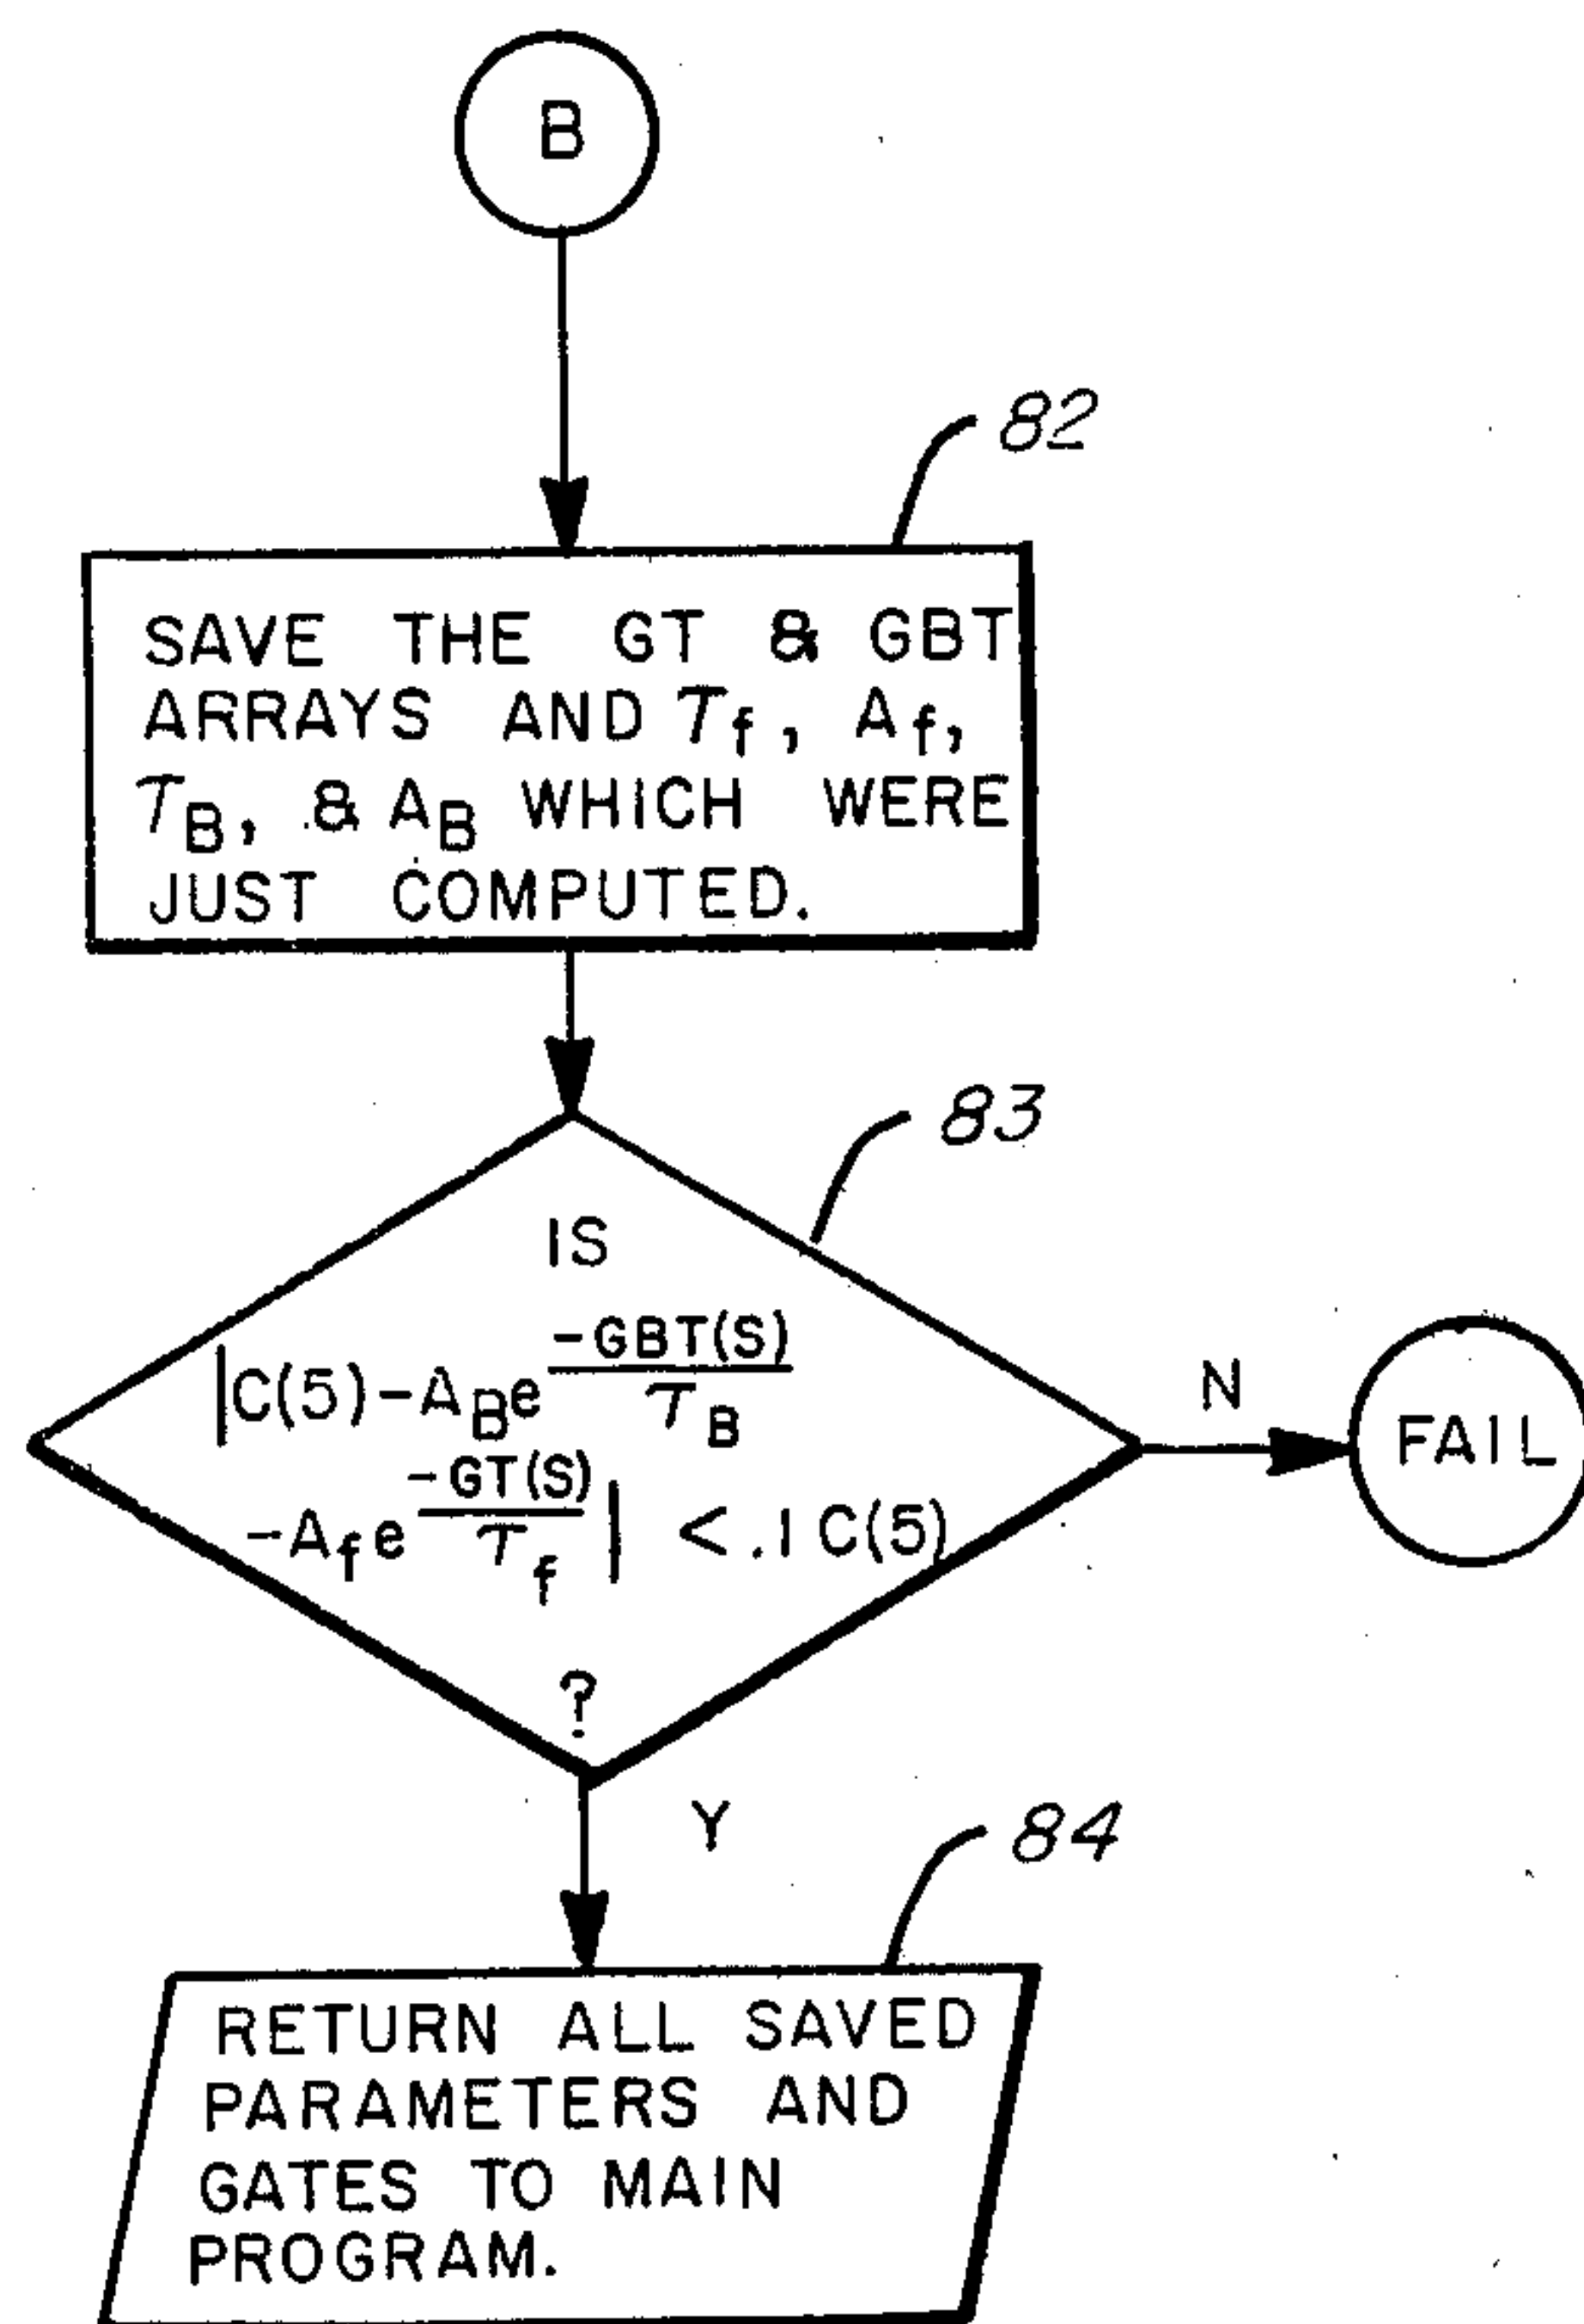 B
82
SAVE THE GT & GBT
ARRAYS AND τf, Af,
τB, & AB WHICH WERE
JUST COMPUTED.
83
IS
|C(5)-ABe -GBT(S)/τB
-Afe -GT(S)/τf | < .1 C(5)
?
N
FAIL
Y
84
RETURN ALL SAVED
PARAMETERS AND
GATES TO MAIN
PROGRAM.